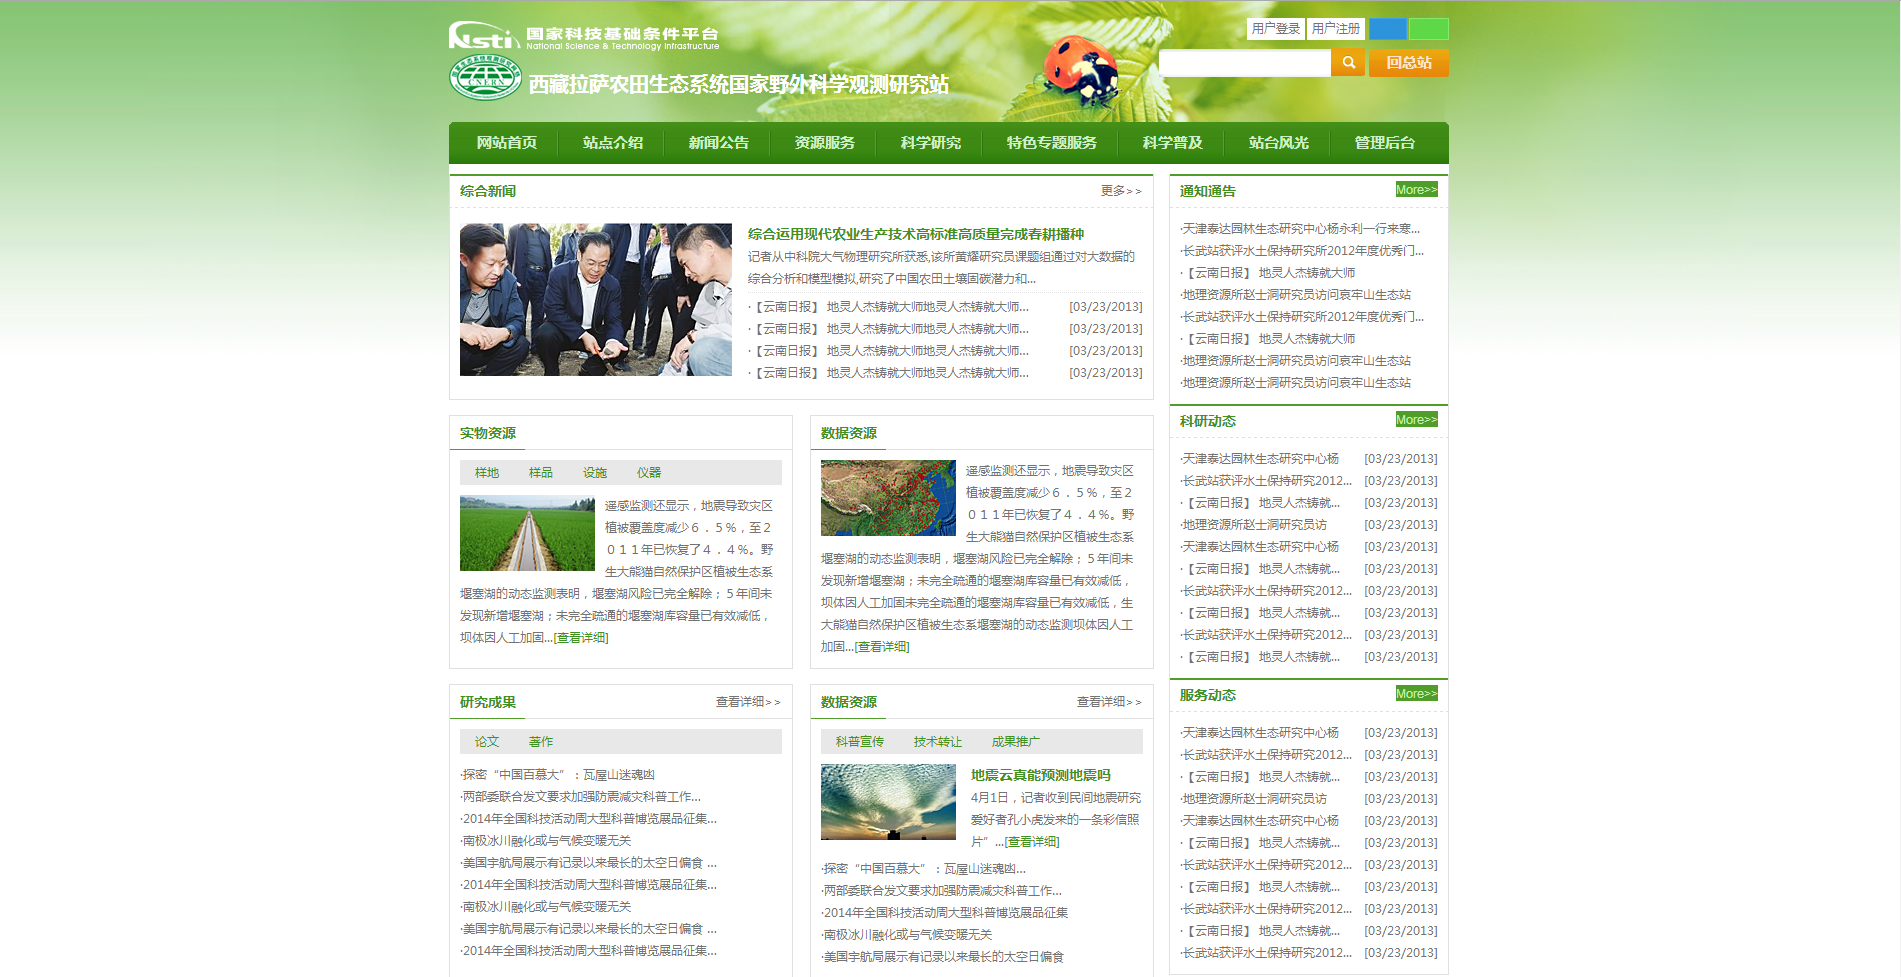 Nsti 国家科技基础条件平台
National Science & Technology Infrastructure
CNERN
西藏拉萨农田生态系统国家野外科学观测研究站
用户登录 用户注册
回总站
网站首页 站点介绍 新闻公告 资源服务 科学研究 特色专题服务 科学普及 站台风光 管理后台
综合新闻 更多>>
综合运用现代农业生产技术高标准高质量完成春耕播种
记者从中科院大气物理研究所获悉,该所黄耀研究员课题组通过对大数据的
综合分析和模型模拟,研究了中国农田土壤固碳潜力和...
·【云南日报】 地灵人杰铸就大师地灵人杰铸就大师... [03/23/2013]
·【云南日报】 地灵人杰铸就大师地灵人杰铸就大师... [03/23/2013]
·【云南日报】 地灵人杰铸就大师地灵人杰铸就大师... [03/23/2013]
·【云南日报】 地灵人杰铸就大师地灵人杰铸就大师... [03/23/2013]
实物资源
样地 样品 设施 仪器
遥感监测还显示，地震导致灾区
植被覆盖度减少６．５％，至２
０１１年已恢复了４．４％。野
生大熊猫自然保护区植被生态系
堰塞湖的动态监测表明，堰塞湖风险已完全解除；５年间未
发现新增堰塞湖；未完全疏通的堰塞湖库容量已有效减低，
坝体因人工加固...[查看详细]
数据资源
遥感监测还显示，地震导致灾区
植被覆盖度减少６．５％，至２
０１１年已恢复了４．４％。野
生大熊猫自然保护区植被生态系
堰塞湖的动态监测表明，堰塞湖风险已完全解除；５年间未
发现新增堰塞湖；未完全疏通的堰塞湖库容量已有效减低，
坝体因人工加固未完全疏通的堰塞湖库容量已有效减低，生
大熊猫自然保护区植被生态系堰塞湖的动态监测坝体因人工
加固...[查看详细]
研究成果 查看详细>>
论文 著作
·探密“中国百慕大”：瓦屋山迷魂凼
·两部委联合发文要求加强防震减灾科普工作...
·2014年全国科技活动周大型科普博览展品征集...
·南极冰川融化或与气候变暖无关
·美国宇航局展示有记录以来最长的太空日偏食 ...
·2014年全国科技活动周大型科普博览展品征集...
·南极冰川融化或与气候变暖无关
·美国宇航局展示有记录以来最长的太空日偏食 ...
·2014年全国科技活动周大型科普博览展品征集...
数据资源 查看详细>>
科普宣传 技术转让 成果推广
地震云真能预测地震吗
4月1日，记者收到民间地震研究
爱好者孔小虎发来的一条彩信照
片”...[查看详细]
·探密“中国百慕大”：瓦屋山迷魂凼...
·两部委联合发文要求加强防震减灾科普工作...
·2014年全国科技活动周大型科普博览展品征集
·南极冰川融化或与气候变暖无关
·美国宇航局展示有记录以来最长的太空日偏食
通知通告 More>>
·天津泰达园林生态研究中心杨永利一行来寒...
·长武站获评水土保持研究所2012年度优秀门...
·【云南日报】 地灵人杰铸就大师
·地理资源所赵士洞研究员访问哀牢山生态站
·长武站获评水土保持研究所2012年度优秀门...
·【云南日报】 地灵人杰铸就大师
·地理资源所赵士洞研究员访问哀牢山生态站
·地理资源所赵士洞研究员访问哀牢山生态站
科研动态 More>>
·天津泰达园林生态研究中心杨 [03/23/2013]
·长武站获评水土保持研究2012... [03/23/2013]
·【云南日报】 地灵人杰铸就... [03/23/2013]
·地理资源所赵士洞研究员访 [03/23/2013]
·天津泰达园林生态研究中心杨 [03/23/2013]
·【云南日报】 地灵人杰铸就... [03/23/2013]
·长武站获评水土保持研究2012... [03/23/2013]
·【云南日报】 地灵人杰铸就... [03/23/2013]
·长武站获评水土保持研究2012... [03/23/2013]
·【云南日报】 地灵人杰铸就... [03/23/2013]
服务动态 More>>
·天津泰达园林生态研究中心杨 [03/23/2013]
·长武站获评水土保持研究2012... [03/23/2013]
·【云南日报】 地灵人杰铸就... [03/23/2013]
·地理资源所赵士洞研究员访 [03/23/2013]
·天津泰达园林生态研究中心杨 [03/23/2013]
·【云南日报】 地灵人杰铸就... [03/23/2013]
·长武站获评水土保持研究2012... [03/23/2013]
·【云南日报】 地灵人杰铸就... [03/23/2013]
·长武站获评水土保持研究2012... [03/23/2013]
·【云南日报】 地灵人杰铸就... [03/23/2013]
·长武站获评水土保持研究2012... [03/23/2013]